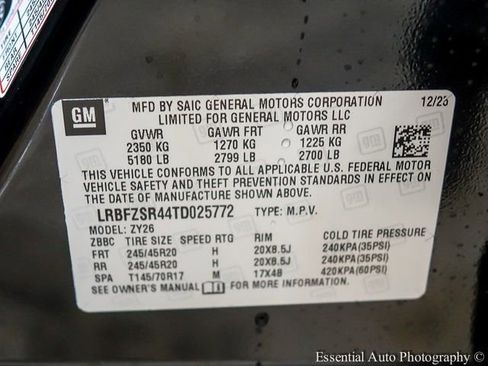 GM
MFD BY SAIC GENERAL MOTORS CORPORATION 12/23
LIMITED FOR GENERAL MOTORS LLC
GVWR GAWR FRT GAWR RR
2350 KG 1270 KG 1225 KG
5180 LB 2799 LB 2700 LB
THIS VEHICLE CONFORMS TO ALL APPLICABLE U.S. FEDERAL MOTOR
VEHICLE SAFETY AND THEFT PREVENTION STANDARDS IN EFFECT ON
THE DATE OF MANUFACTURE SHOWN ABOVE.
LRBFZSR44TD025772 TYPE: M.P.V.
MODEL: ZY26
ZBBC TIRE SIZE SPEED RTG RIM COLD TIRE PRESSURE
FRT 245/45R20 H 20X8.5J 240KPA(35PSI)
RR 245/45R20 H 20X8.5J 240KPA(35PSI)
SPA T145/70R17 M 17X4B 420KPA(60PSI)
SEE OWNER'S MANUAL FOR MORE INFORMATION.
Essential Auto Photography ©